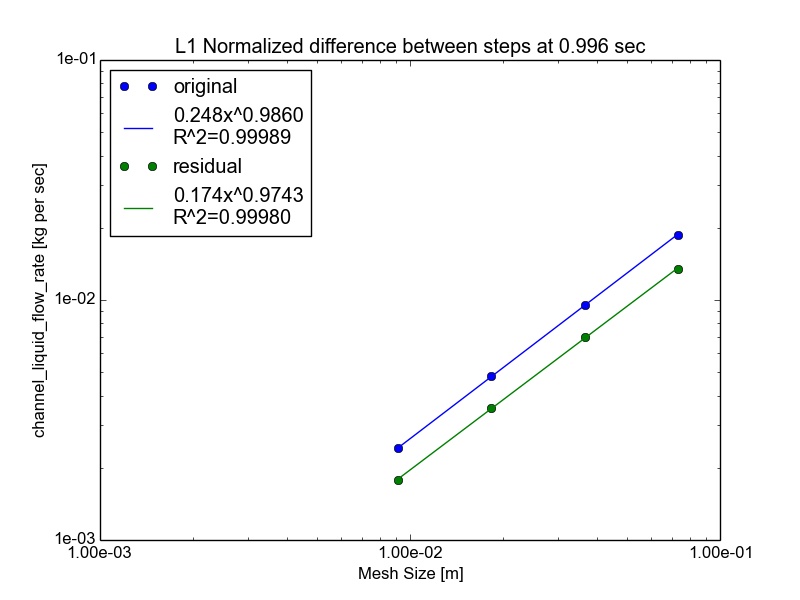 L1 Normalized difference between steps at 0.996 sec
1e-01
original
0.248x^0.9860
R^2=0.99989
residual
0.174x^0.9743
R^2=0.99980
channel_liquid_flow_rate [kg per sec]
1e-02
1e-03
1.00e-03
1.00e-02
1.00e-01
Mesh Size [m]